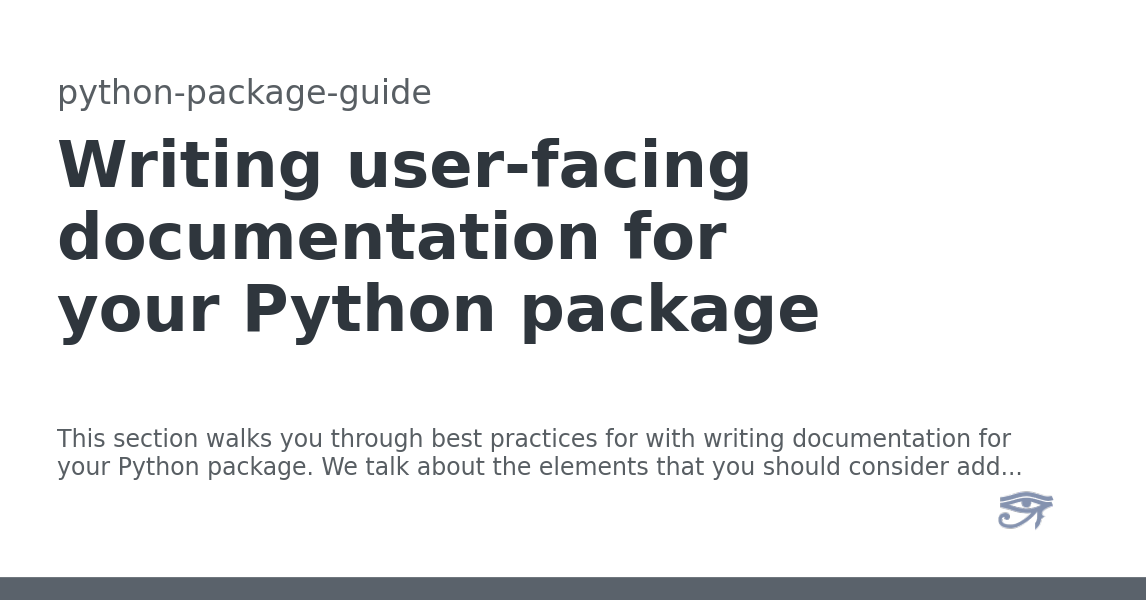 python-package-guide
Writing user-facing
documentation for
your Python package
This section walks you through best practices for with writing documentation for
your Python package. We talk about the elements that you should consider add...